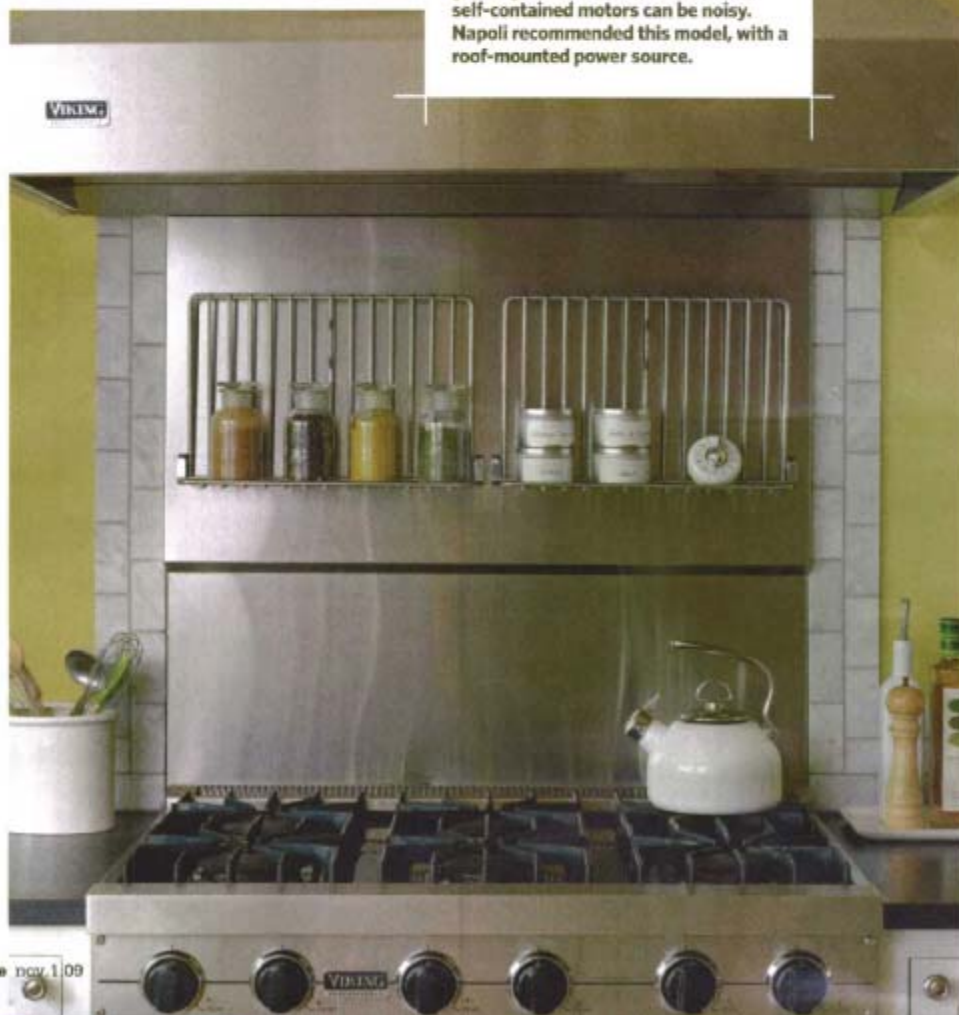 self-contained motors can be noisy.
Napoli recommended this model, with a
roof-mounted power source.
VIKING
nov.1.09
VIKING